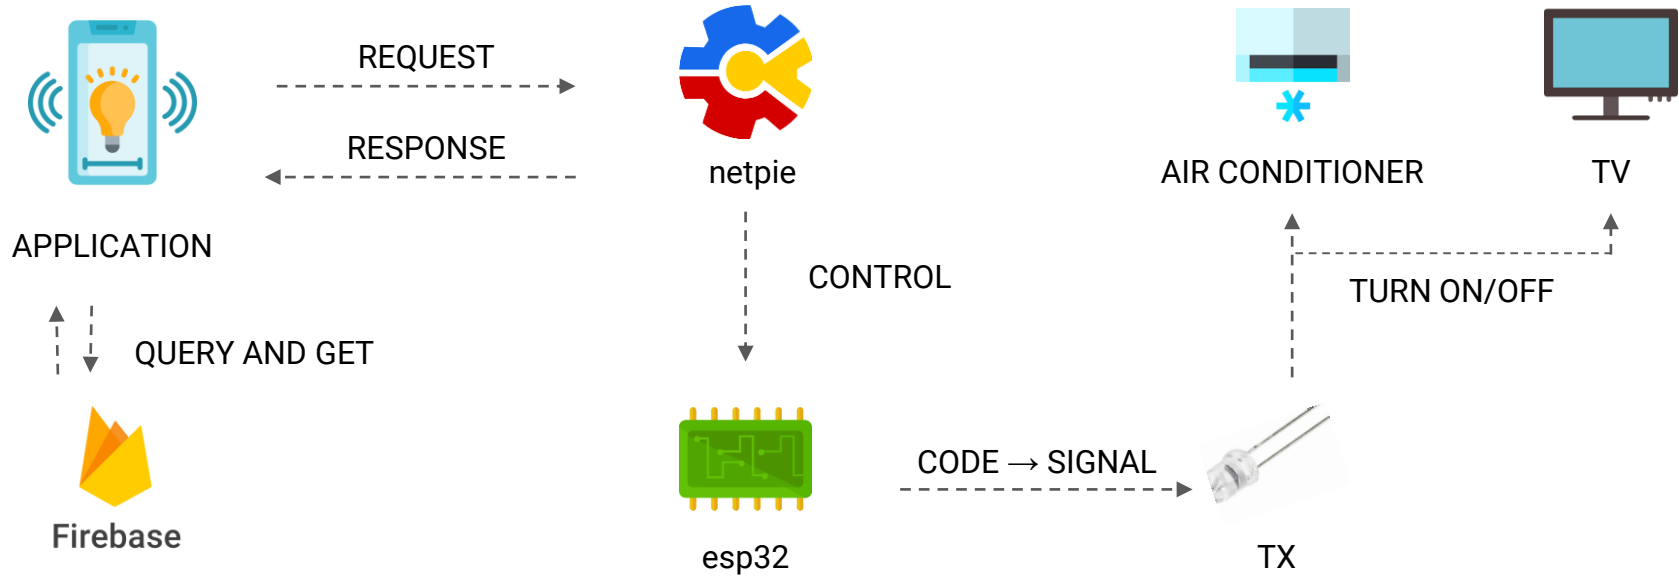 REQUEST
RESPONSE
netpie
AIR CONDITIONER
TV
APPLICATION
CONTROL
TURN ON/OFF
QUERY AND GET
CODE → SIGNAL
Firebase
esp32
TX